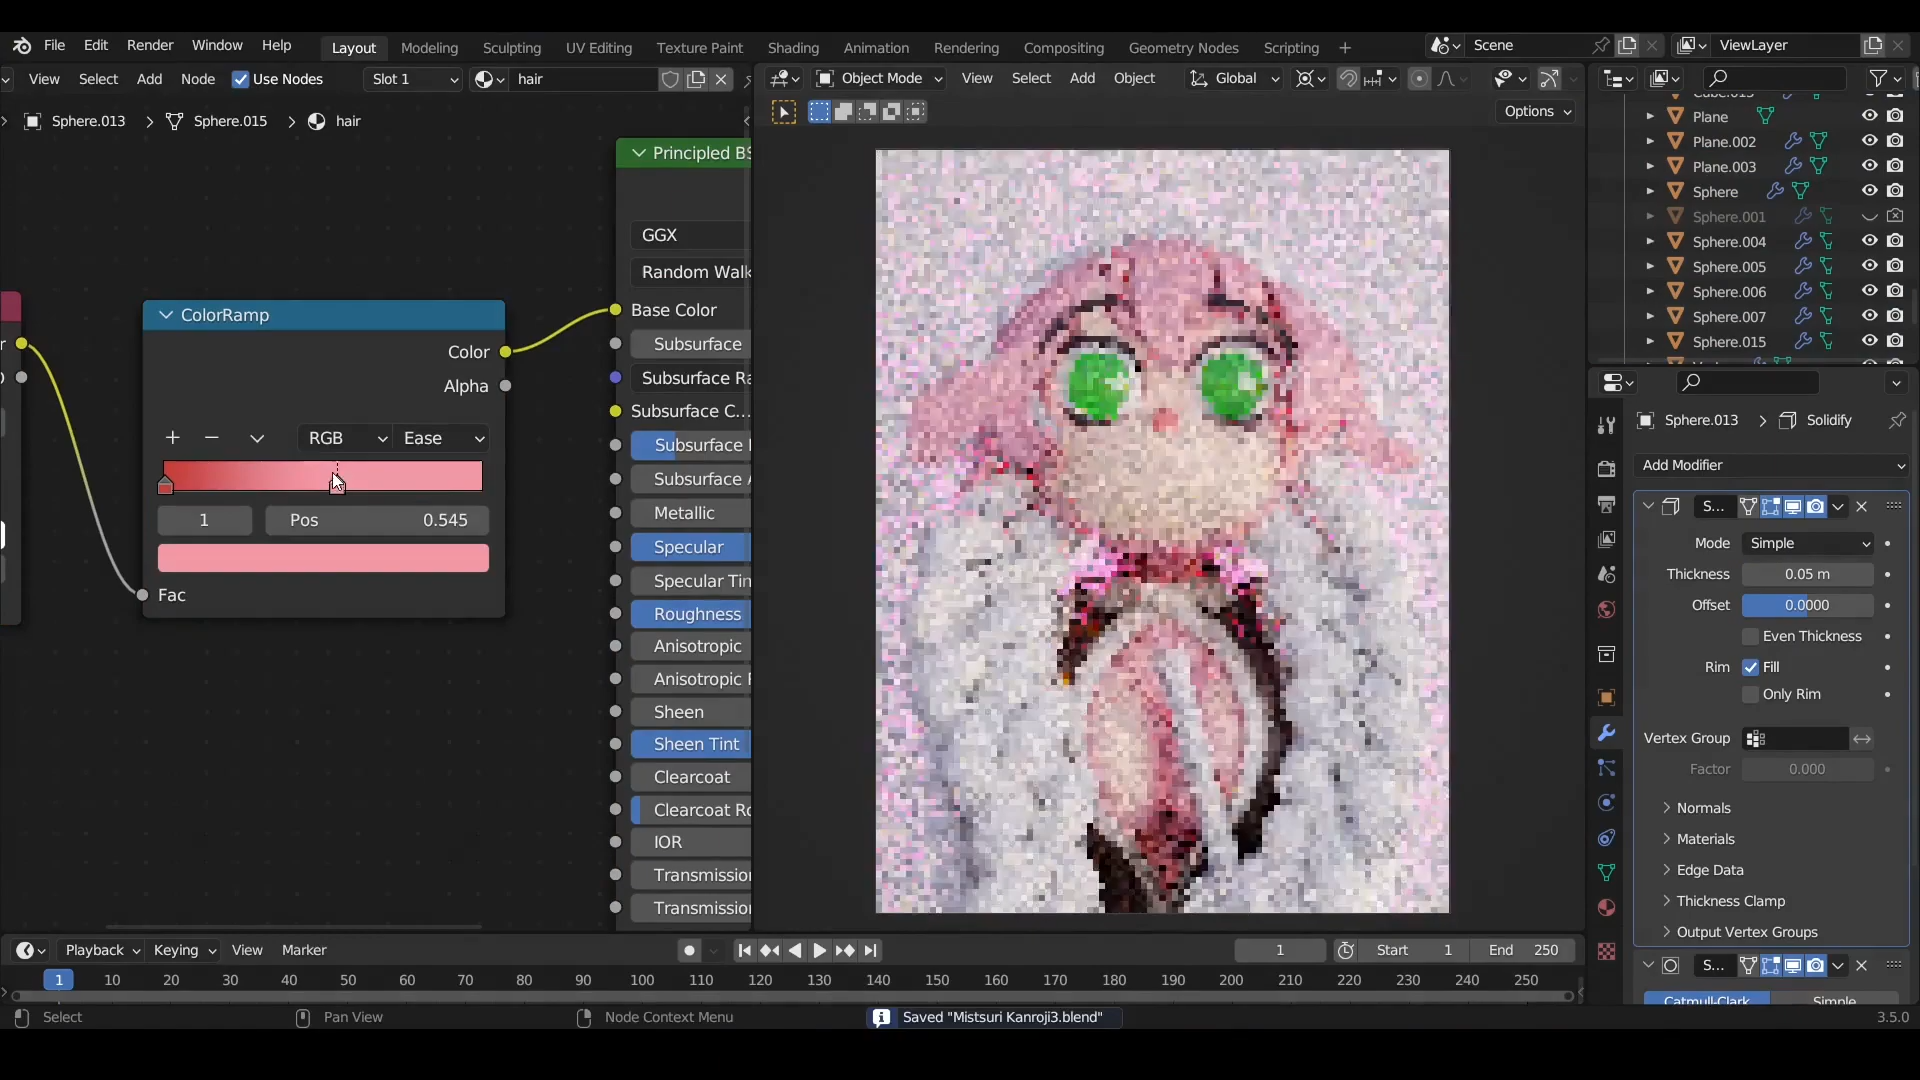 File Edit Render Window Help Layout Modeling Sculpting UV Editing Texture Paint Shading Animation Rendering Compositing Geometry Nodes Scripting + Scene ViewLayer
View Select Add Node Use Nodes Slot 1 hair Object Mode View Select Add Object Global
Options
Sphere.013 > Sphere.015 > hair
Plane
Plane.002
Plane.003
Sphere
Sphere.001
Sphere.004
Sphere.005
Sphere.006
Sphere.007
Sphere.015
Principled BS
GGX
Random Walk
Base Color
Subsurface
Subsurface Ra
Subsurface C...
Subsurface I
Subsurface A
Metallic
Specular
Specular Tin
Roughness
Anisotropic
Anisotropic F
Sheen
Sheen Tint
Clearcoat
Clearcoat Ro
IOR
Transmission
Transmission
ColorRamp
Color
Alpha
RGB Ease
1 Pos 0.545
Fac
Sphere.013 > Solidify
Add Modifier
S...
Mode Simple
Thickness 0.05 m
Offset 0.0000
Even Thickness
Rim Fill
Only Rim
Vertex Group
Factor 0.000
Normals
Materials
Edge Data
Thickness Clamp
Output Vertex Groups
S...
Catmull-Clark Simple
Playback Keying View Marker 1 Start 1 End 250
1 10 20 30 40 50 60 70 80 90 100 110 120 130 140 150 160 170 180 190 200 210 220 230 240 250
Select Pan View Node Context Menu Saved "Mistsuri Kanroji3.blend" 3.5.0